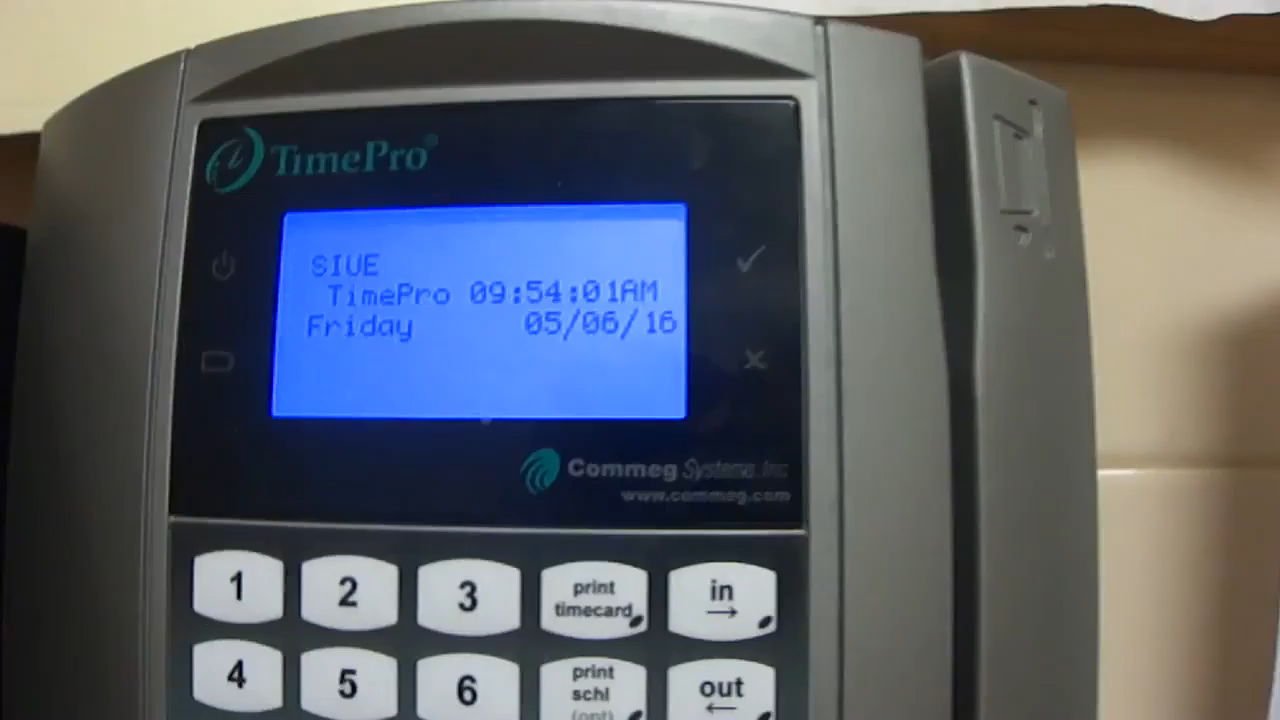 TimePro®
SIUE
TimePro 09:54:01AM
Friday 05/06/16
Commeg Systems, Inc
www.commeg.com
1 2 3 print timecard in →
4 5 6 print schl (opt) out ←